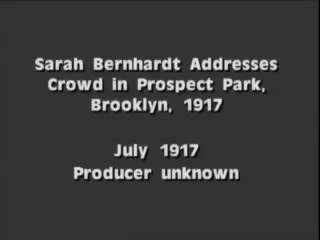 Sarah Bernhardt Addresses
Crowd in Prospect Park,
Brooklyn, 1917
July 1917
Producer unknown